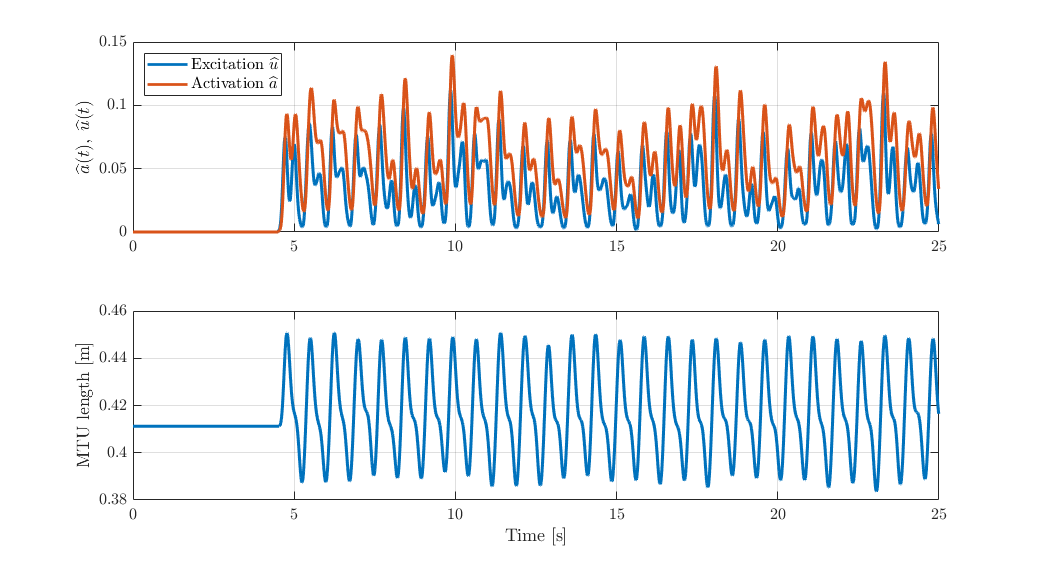 0.15
0.1
0.05
0
Excitation û
Activation â
â(t), û(t)
0 5 10 15 20 25
0.46
0.44
0.42
0.4
0.38
MTU length [m]
0 5 10 15 20 25
Time [s]